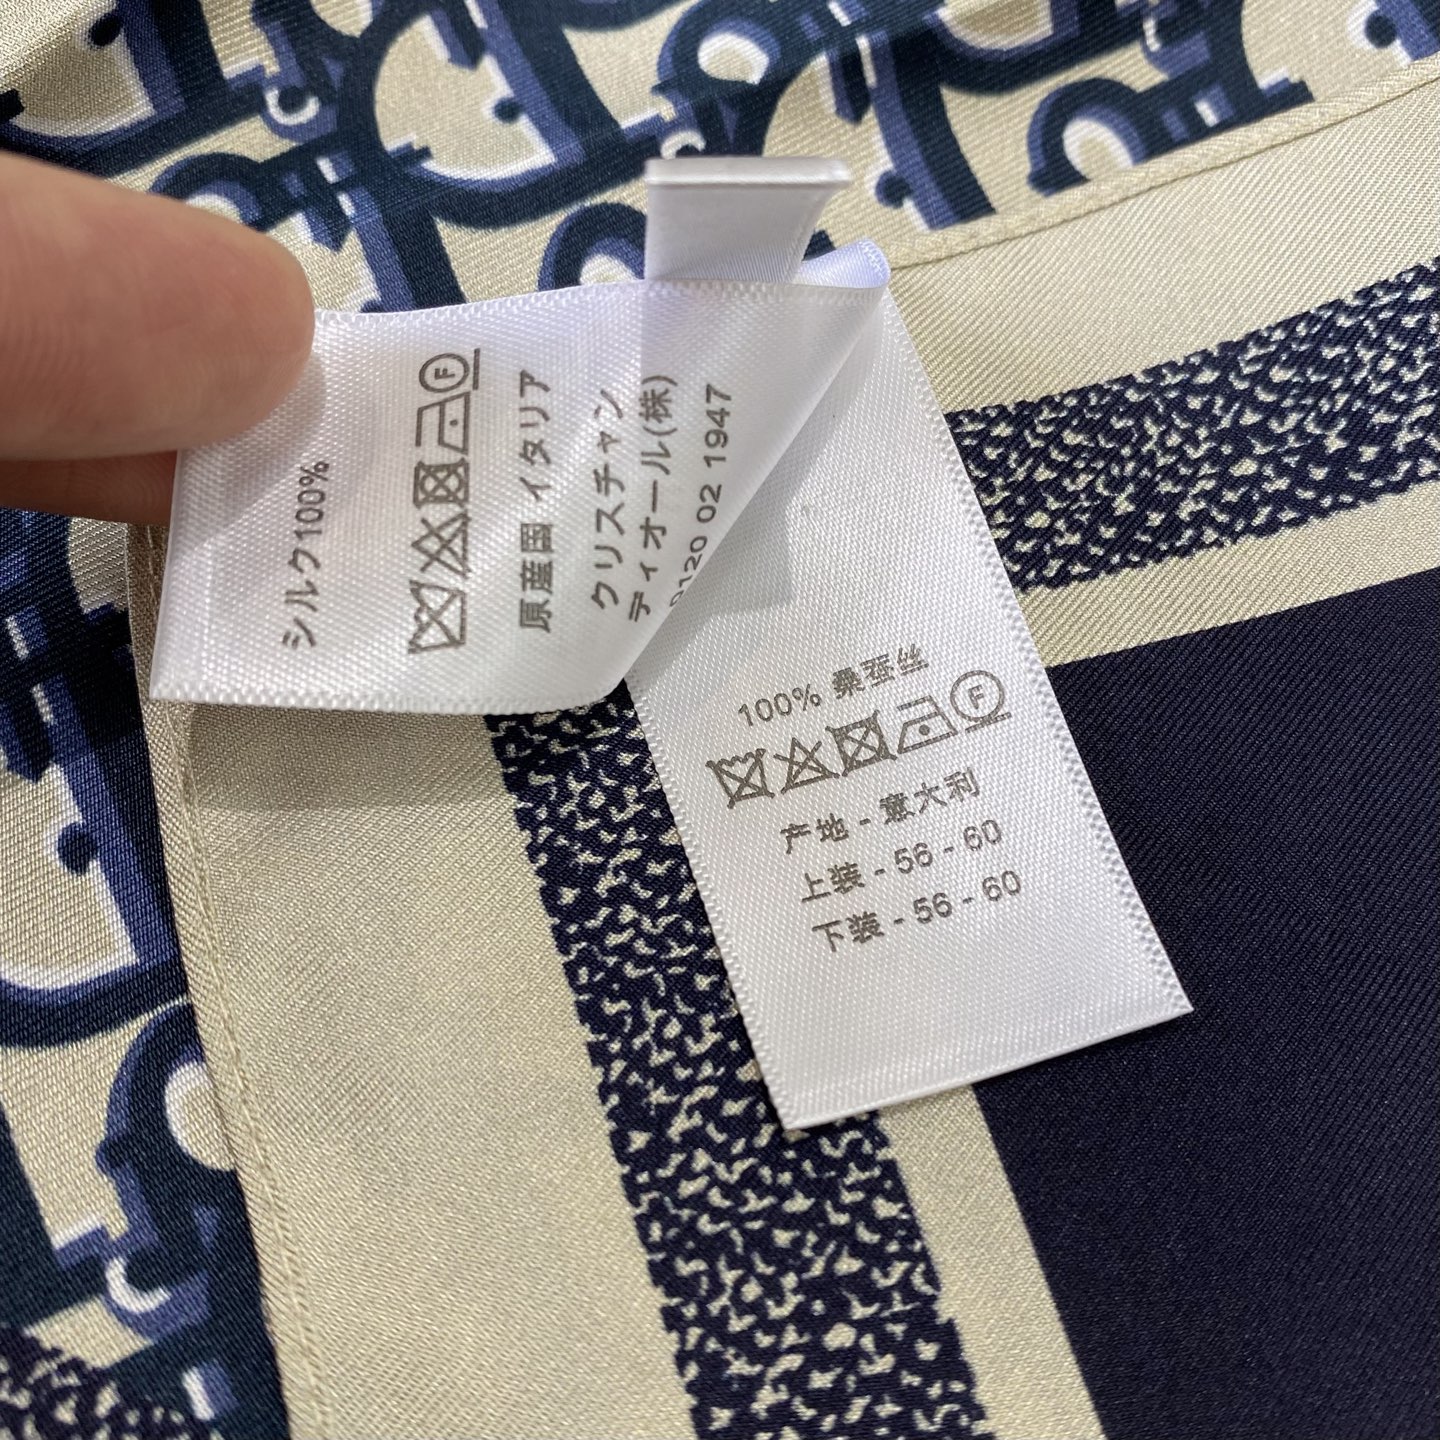 シルク100%
F
原産国 イタリア
クリスチャン
ディオール(株)
0120 02 1947
100% 桑蚕丝
F
产地 - 意大利
上装 - 56 - 60
下装 - 56 - 60